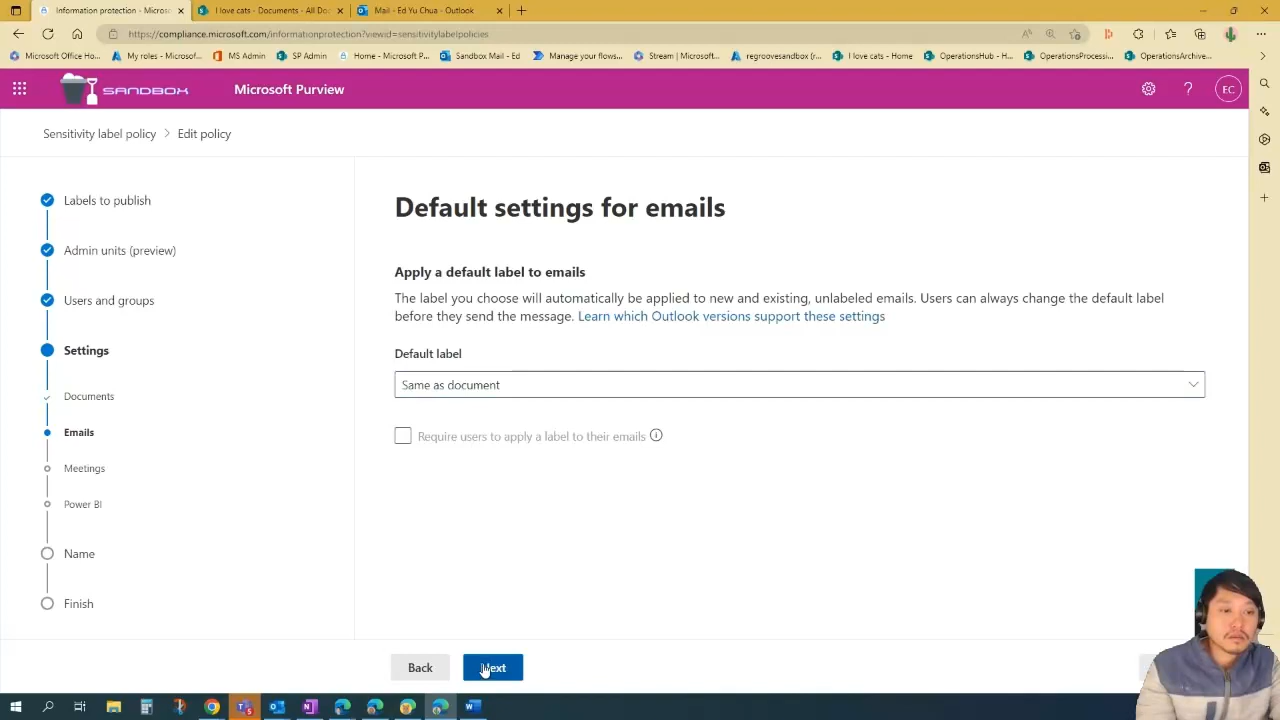 Information protection - Microsof
I love.cats - Documents - All Doc
Mail - Ed Yu Chua - Outlook
https://compliance.microsoft.com/informationprotection?viewid=sensitivitylabelpolicies
Microsoft Office Ho...
My roles - Microsof...
MS Admin
SP Admin
Home - Microsoft P...
Sandbox Mail - Ed
Manage your flows...
Stream | Microsoft...
regroovesandbox (r...
I love cats - Home
OperationsHub - H...
OperationsProcessi...
OperationsArchive -...
SANDBOX
Microsoft Purview
EC
Sensitivity label policy > Edit policy
Labels to publish
Admin units (preview)
Users and groups
Settings
Documents
Emails
Meetings
Power BI
Name
Finish
Default settings for emails
Apply a default label to emails
The label you choose will automatically be applied to new and existing, unlabeled emails. Users can always change the default label
before they send the message. Learn which Outlook versions support these settings
Default label
Same as document
Require users to apply a label to their emails
Back
Next